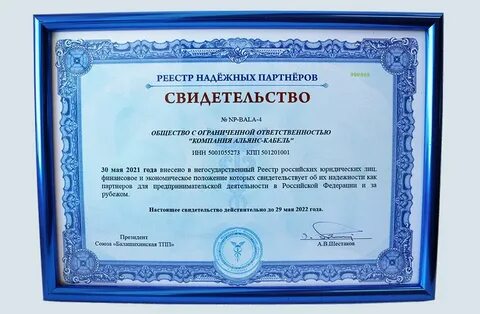 РЕЕСТР НАДЁЖНЫХ ПАРТНЁРОВ
СВИДЕТЕЛЬСТВО
№ NP-BALA-4
ОБЩЕСТВО С ОГРАНИЧЕННОЙ ОТВЕТСТВЕННОСТЬЮ
"КОМПАНИЯ АЛЬЯНС-КАБЕЛЬ"
ИНН 5001055273 КПП 501201001
30 мая 2021 года внесено в негосударственный Реестр российских юридических лиц,
финансовое и экономическое положение которых свидетельствует об их надежности как
партнеров для предпринимательской деятельности в Российской Федерации и за
рубежом.
Настоящее свидетельство действительно до 29 мая 2022 года.
Президент
Союза «Балашихинская ТПП»
А.В.Шестаков